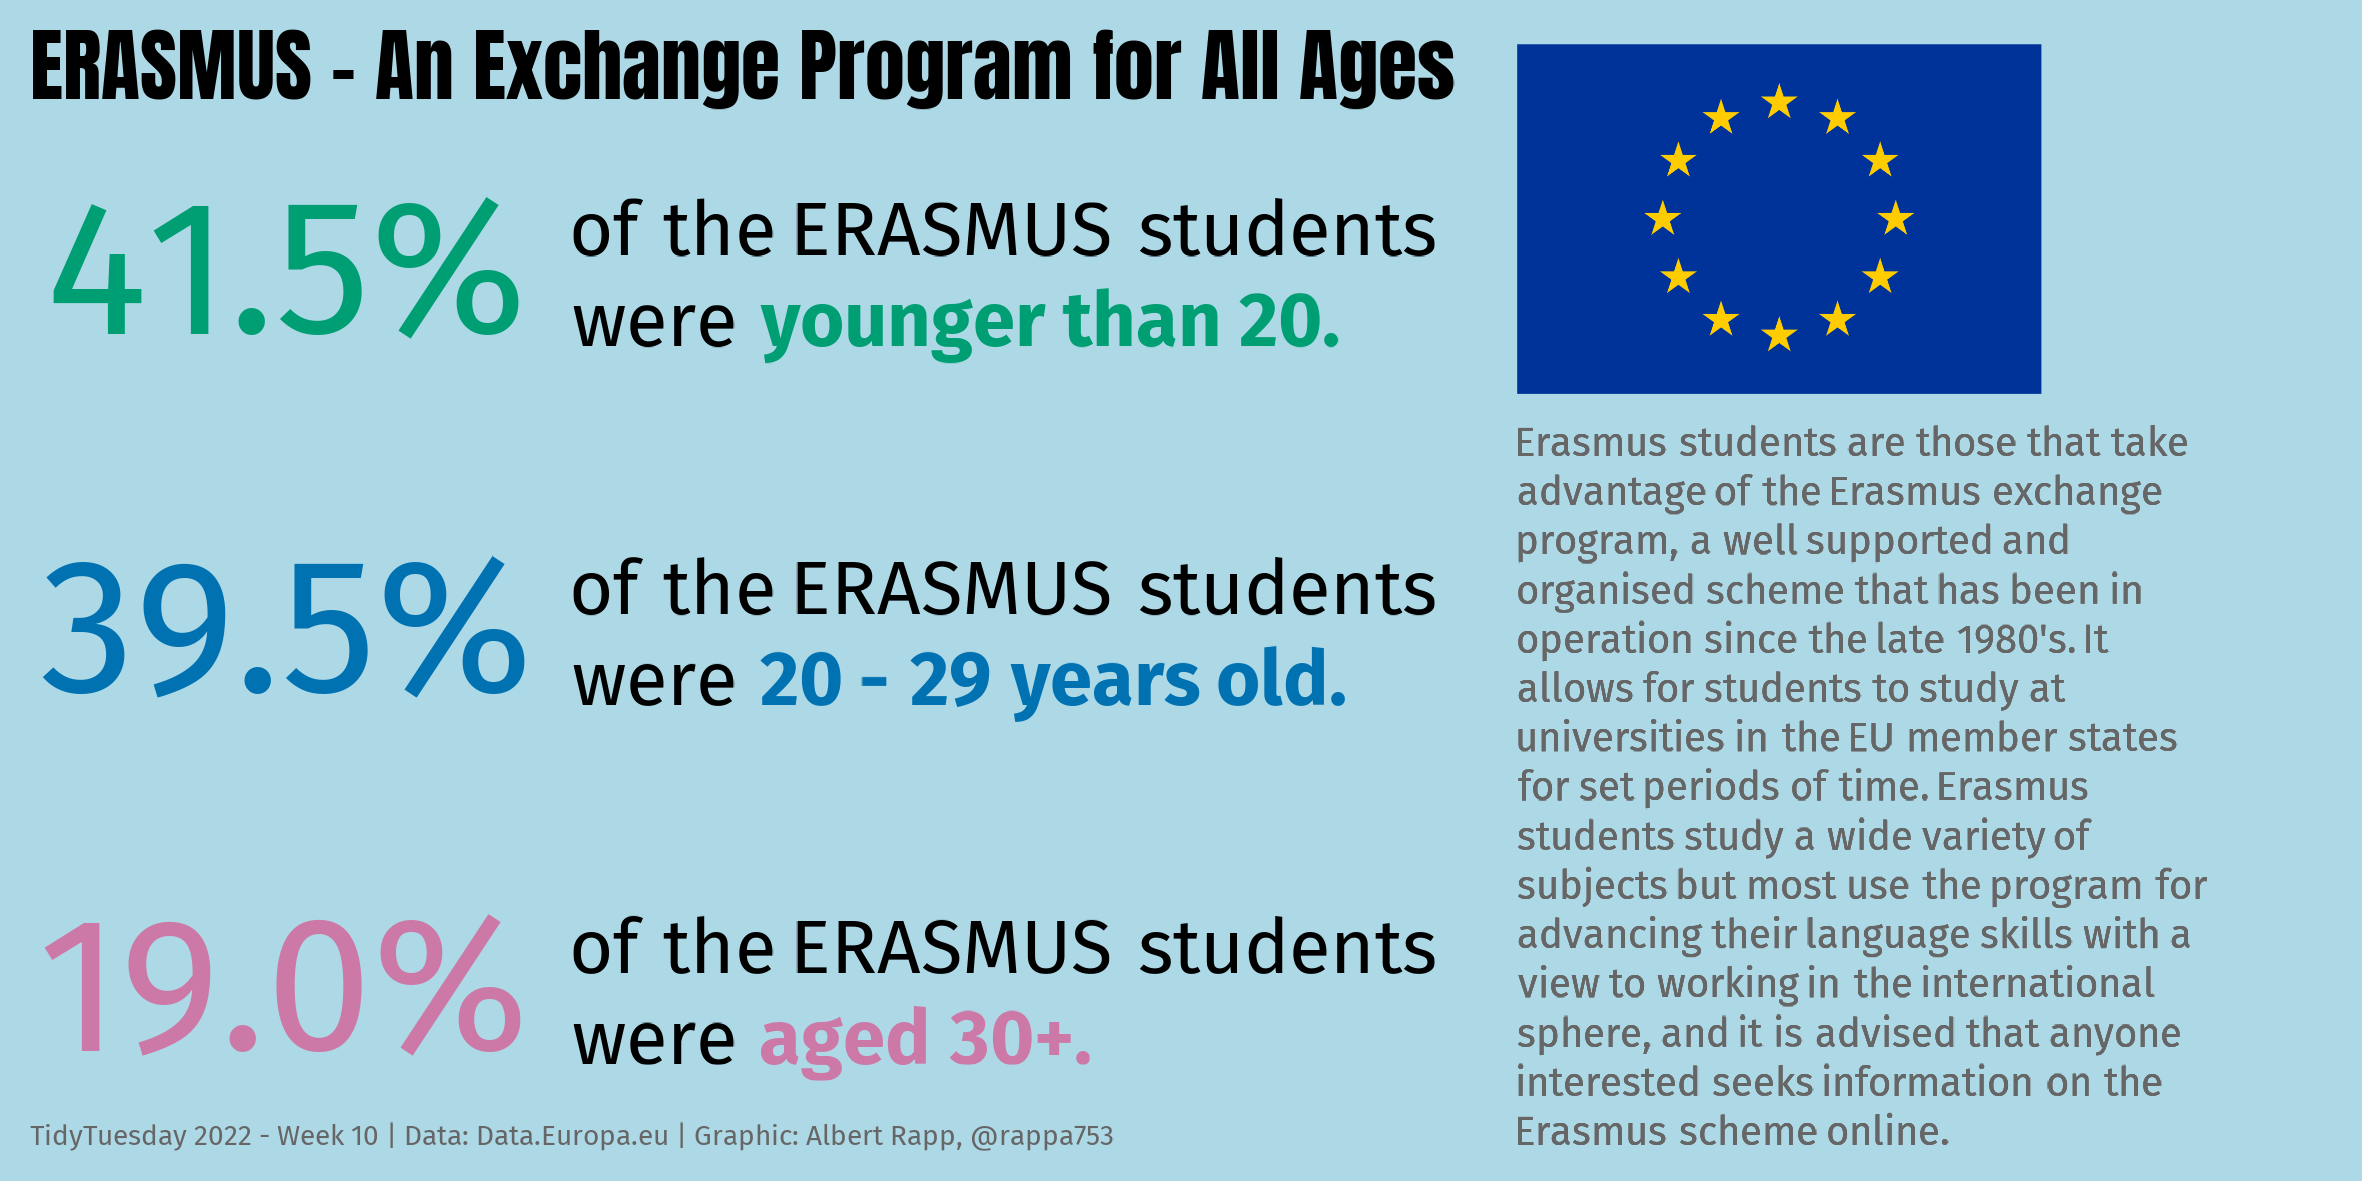 ERASMUS - An Exchange Program for All Ages
41.5%
of the ERASMUS students
were younger than 20.
39.5%
of the ERASMUS students
were 20 - 29 years old.
19.0%
of the ERASMUS students
were aged 30+.
Erasmus students are those that take
advantage of the Erasmus exchange
program, a well supported and
organised scheme that has been in
operation since the late 1980's. It
allows for students to study at
universities in the EU member states
for set periods of time. Erasmus
students study a wide variety of
subjects but most use the program for
advancing their language skills with a
view to working in the international
sphere, and it is advised that anyone
interested seeks information on the
Erasmus scheme online.
TidyTuesday 2022 - Week 10 | Data: Data.Europa.eu | Graphic: Albert Rapp, @rappa753